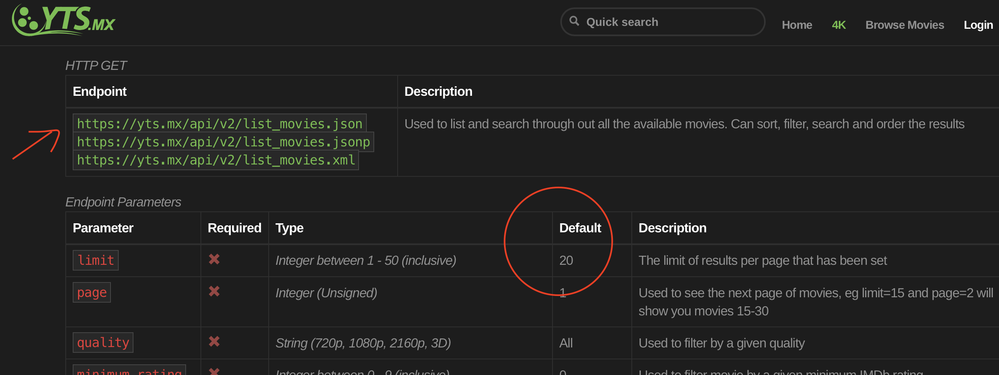 YTS.MX
Quick search
Home 4K Browse Movies Login
HTTP GET
Endpoint Description
https://yts.mx/api/v2/list_movies.json Used to list and search through out all the available movies. Can sort, filter, search and order the results
https://yts.mx/api/v2/list_movies.jsonp
https://yts.mx/api/v2/list_movies.xml
Endpoint Parameters
Parameter Required Type Default Description
limit ✖ Integer between 1 - 50 (inclusive) 20 The limit of results per page that has been set
page ✖ Integer (Unsigned) 1 Used to see the next page of movies, eg limit=15 and page=2 will
show you movies 15-30
quality ✖ String (720p, 1080p, 2160p, 3D) All Used to filter by a given quality
minimum_rating ✖ Integer between 0 - 9 (inclusive) 0 Used to filter movie by a given minimum IMDb rating